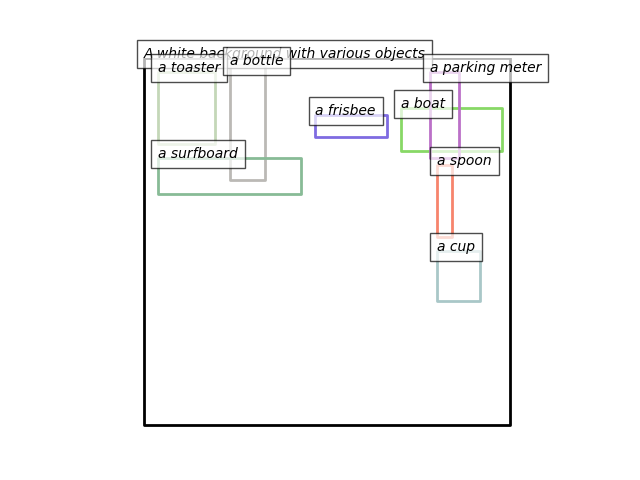 A white background with various objects
a toaster
a bottle
a parking meter
a frisbee
a boat
a surfboard
a spoon
a cup